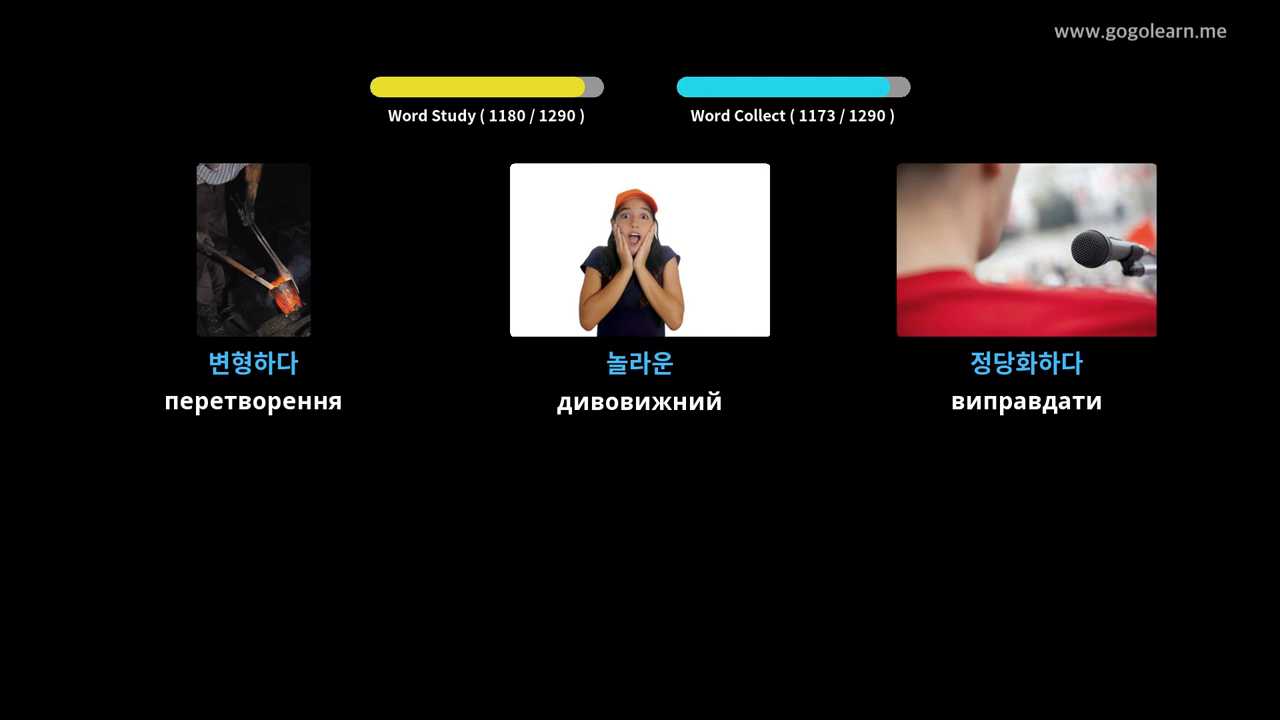 www.gogolearn.me
Word Study ( 1180 / 1290 )
Word Collect ( 1173 / 1290 )
변형하다
놀라운
정당화하다
перетворення
дивовижний
виправдати